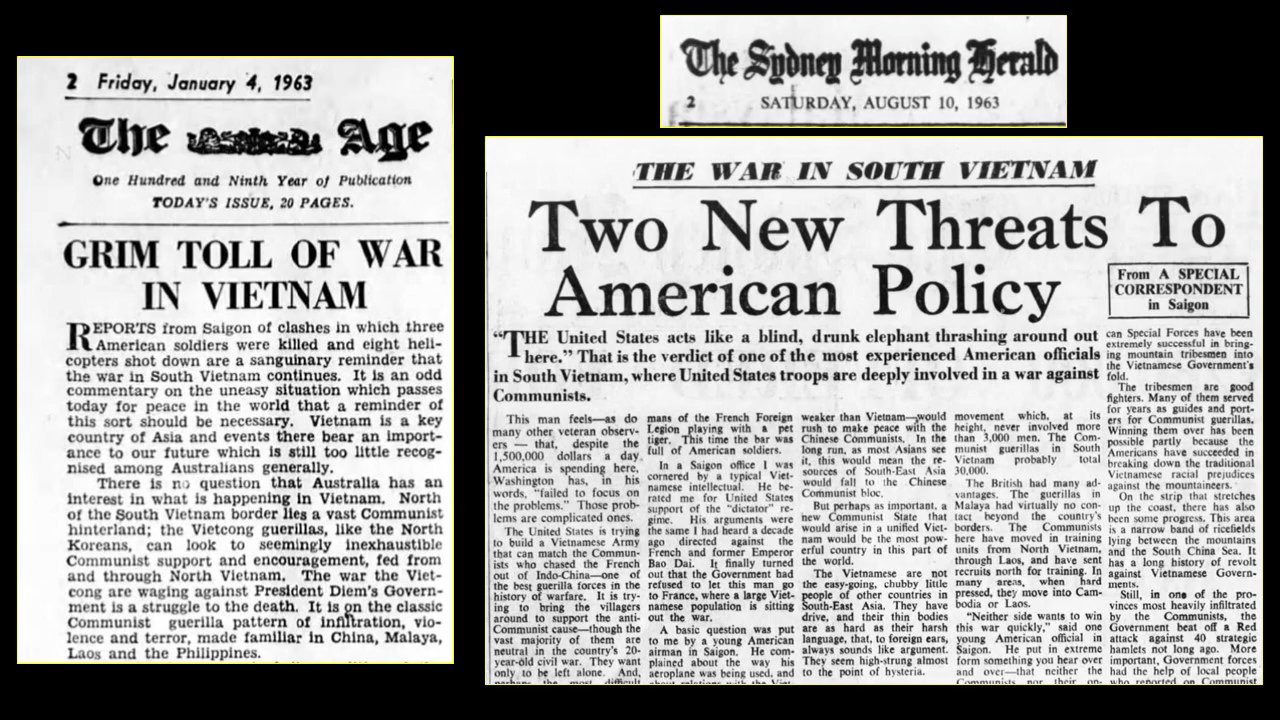 2 Friday, January 4, 1963
The Age
One Hundred and Ninth Year of Publication
TODAY'S ISSUE, 20 PAGES.
GRIM TOLL OF WAR
IN VIETNAM
REPORTS from Saigon of clashes in which three
American soldiers were killed and eight heli-
copters shot down are a sanguinary reminder that
the war in South Vietnam continues. It is an odd
commentary on the uneasy situation which passes
today for peace in the world that a reminder of
this sort should be necessary. Vietnam is a key
country of Asia and events there bear an import-
ance to our future which is still too little recog-
nised among Australians generally.
There is no question that Australia has an
interest in what is happening in Vietnam. North
of the South Vietnam border lies a vast Communist
hinterland; the Vietcong guerillas, like the North
Koreans, can look to seemingly inexhaustible
Communist support and encouragement, fed from
and through North Vietnam. The war the Viet-
cong are waging against President Diem's Govern-
ment is a struggle to the death. It is on the classic
Communist guerilla pattern of infiltration, vio-
lence and terror, made familiar in China, Malaya,
Laos and the Philippines.
The Sydney Morning Herald
2 SATURDAY, AUGUST 10, 1963
THE WAR IN SOUTH VIETNAM
Two New Threats To
American Policy
From A SPECIAL
CORRESPONDENT
in Saigon
"THE United States acts like a blind, drunk elephant thrashing around out
here." That is the verdict of one of the most experienced American officials
in South Vietnam, where United States troops are deeply involved in a war against
Communists.
This man feels—as do
many other veteran observ-
ers — that, despite the
1,500,000 dollars a day
America is spending here,
Washington has, in his
words, "failed to focus on
the problems." Those prob-
lems are complicated ones.
The United States is trying
to build a Vietnamese Army
that can match the Commun-
ists who chased the French
out of Indo-China—one of
the best guerilla forces in the
history of warfare. It is try-
ing to bring the villagers
around to support the anti-
Communist cause—though the
vast majority of them are
neutral in the country's 20-
year-old civil war. They want
only to be left alone. And,
perhaps the most difficult
mans of the French Foreign
Legion playing with a pet
tiger. This time the bar was
full of American soldiers.
In a Saigon office I was
cornered by a typical Viet-
namese intellectual. He be-
rated me for United States
support of the "dictator" re-
gime. His arguments were
the same I had heard a decade
ago directed against the
French and former Emperor
Bao Dai. It finally turned
out that the Government had
refused to let this man go
to France, where a large Viet-
namese population is sitting
out the war.
A basic question was put
to me by a young American
airman in Saigon. He com-
plained about the way his
aeroplane was being used, and
about relations with the Viet-
weaker than Vietnam—would
rush to make peace with the
Chinese Communists. In the
long run, as most Asians see
it, this would mean the re-
sources of South-East Asia
would fall to the Chinese
Communist bloc.
But perhaps as important, a
new Communist State that
would arise in a unified Viet-
nam would be the most pow-
erful country in this part of
the world.
The Vietnamese are not
the easy-going, chubby little
people of other countries in
South-East Asia. They have
drive, and their thin bodies
are as hard as their harsh
language, that, to foreign ears,
always sounds like argument.
They seem high-strung almost
to the point of hysteria.
movement which, at its
height, never involved more
than 3,000 men. The Com-
munist guerillas in South
Vietnam probably total
30,000.
The British had many ad-
vantages. The guerillas in
Malaya had virtually no con-
tact beyond the country's
borders. The Communists
here have moved in training
units from North Vietnam,
through Laos, and have sent
recruits north for training. In
many areas, when hard
pressed, they move into Cam-
bodia or Laos.
"Neither side wants to win
this war quickly," said one
young American official in
Saigon. He put in extreme
form something you hear over
and over—that neither the
Communists nor their op-
can Special Forces have been
extremely successful in bring-
ing mountain tribesmen into
the Vietnamese Government's
fold.
The tribesmen are good
fighters. Many of them served
for years as guides and port-
ers for Communist guerillas.
Winning them over has been
possible partly because the
Americans have succeeded in
breaking down the traditional
Vietnamese racial prejudices
against the mountaineers.
On the strip that stretches
up the coast, there has also
been some progress. This area
is a narrow band of ricefields
lying between the mountains
and the South China Sea. It
has a long history of revolt
against Vietnamese Govern-
ments.
Still, in one of the pro-
vinces most heavily infiltrated
by the Communists, the
Government beat off a Red
attack against 40 strategic
hamlets not long ago. More
important, Government forces
had the help of local people
who reported on Communist